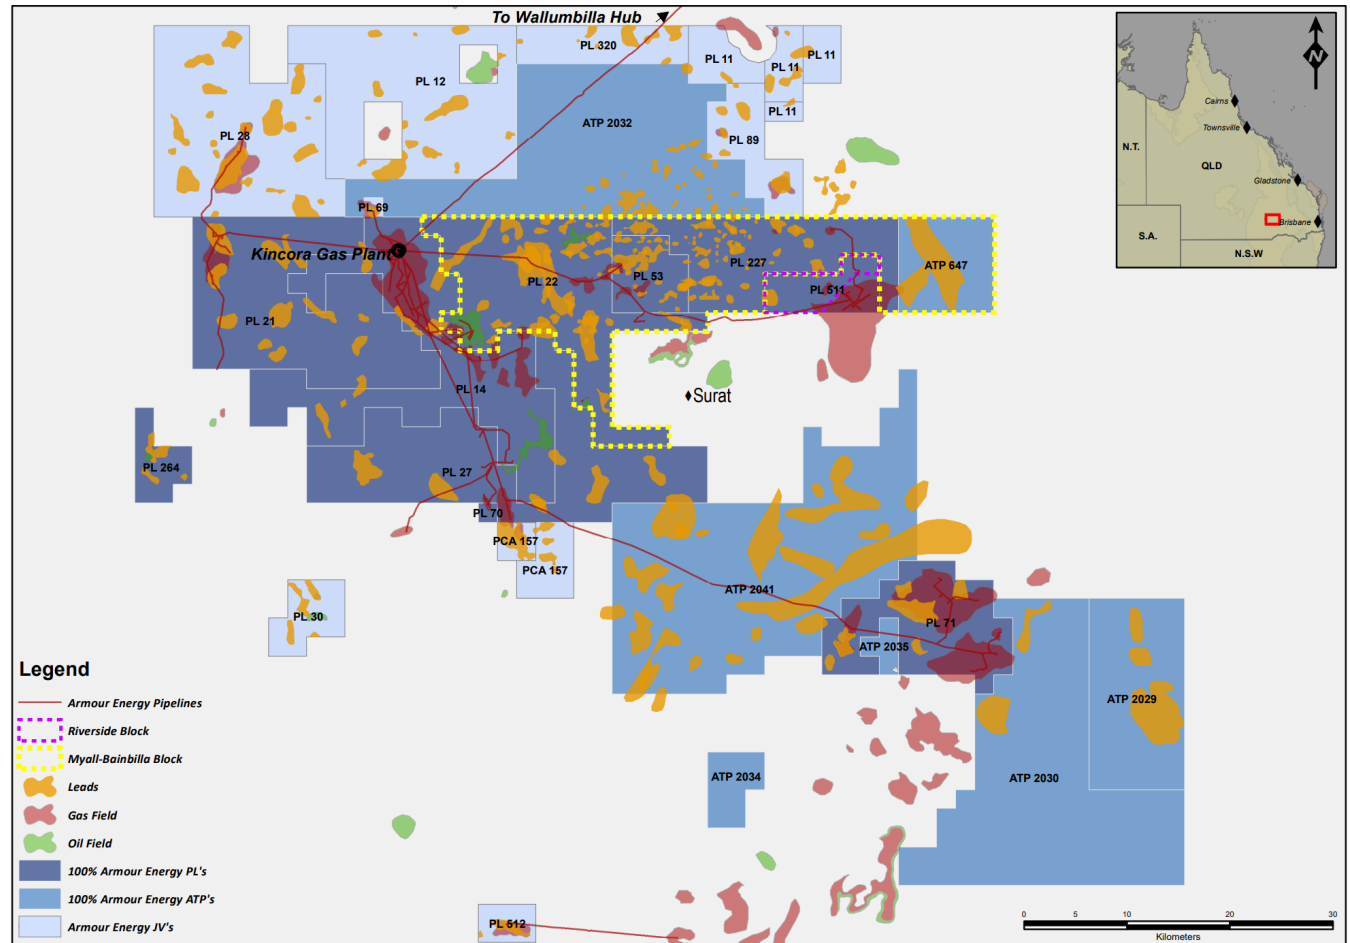 To Wallumbilla Hub
PL 320
PL 11
PL 11
PL 11
PL 12
PL 11
ATP 2032
PL 28
PL 89
PL 69
Kincora Gas Plant
PL 22
PL 53
PL 227
ATP 647
PL 511
PL 21
PL 14
Surat
PL 264
PL 27
PL 70
PCA 157
PCA 157
ATP 2041
PL 30
PL 71
ATP 2035
ATP 2029
ATP 2034
ATP 2030
PL 512
N
Cairns
Townsville
N.T.
QLD
Gladstone
Brisbane
S.A.
N.S.W
Legend
Armour Energy Pipelines
Riverside Block
Myall-Bainbilla Block
Leads
Gas Field
Oil Field
100% Armour Energy PL's
100% Armour Energy ATP's
Armour Energy JV's
0 5 10 20 30
Kilometers